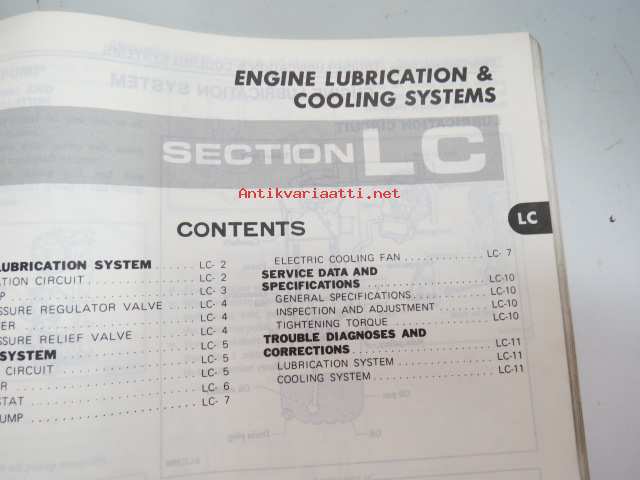 ENGINE LUBRICATION &
COOLING SYSTEMS
SECTION LC
Antikvariaatti.net
LC
CONTENTS
LUBRICATION SYSTEM ...... LC- 2
ATION CIRCUIT .............. LC- 2
P ........................ LC- 3
SSURE REGULATOR VALVE .... LC- 4
ER ....................... LC- 4
SSURE RELIEF VALVE ........ LC- 4
SYSTEM ................... LC- 5
CIRCUIT .................. LC- 5
R ........................ LC- 6
STAT ..................... LC- 7
UMP
ELECTRIC COOLING FAN ............ LC- 7
SERVICE DATA AND
SPECIFICATIONS .................. LC-10
GENERAL SPECIFICATIONS .......... LC-10
INSPECTION AND ADJUSTMENT ....... LC-10
TIGHTENING TORQUE ............... LC-10
TROUBLE DIAGNOSES AND
CORRECTIONS ..................... LC-11
LUBRICATION SYSTEM .............. LC-11
COOLING SYSTEM .................. LC-11